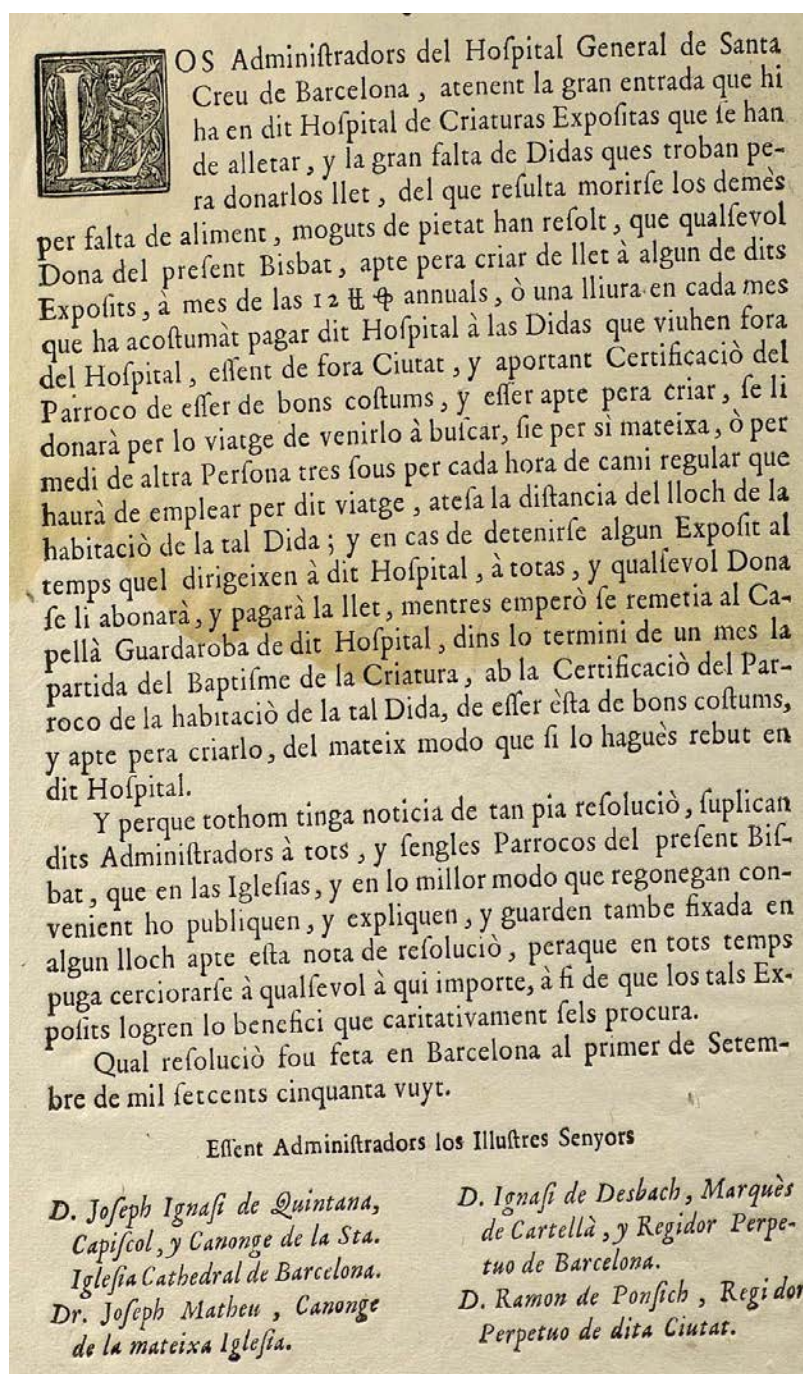 LOS Adminiſtradors del Hoſpital General de Santa
Creu de Barcelona , atenent la gran entrada que hi
ha en dit Hoſpital de Criaturas Expoſitas que ſe han
de alletar, y la gran falta de Didas ques troban pe-
ra donarlos llet , del que reſulta morirſe los demès
per falta de aliment, moguts de pietat han reſolt, que qualſevol
Dona del preſent Bisbat, apte pera criar de llet à algun de dits
Expoſits, à mes de las 12 annuals, ò una lliura en cada mes
que ha acoſtumàt pagar dit Hoſpital à las Didas que viuhen fora
del Hoſpital, eſſent de fora Ciutat, y aportant Certificaciò del
Parroco de eſſer de bons coſtums, y eſſer apte pera criar, ſe li
donarà per lo viatge de venirlo à buſcar, ſie per sì mateixa, ò per
medi de altra Perſona tres ſous per cada hora de cami regular que
haurà de emplear per dit viatge , ateſa la diſtancia del lloch de la
habitaciò de la tal Dida; y en cas de detenirſe algun Expoſit al
temps quel dirigeixen à dit Hoſpital, à totas, y qualſevol Dona
ſe li abonarà, y pagarà la llet, mentres emperò ſe remetia al Ca-
pellà Guardaroba de dit Hoſpital, dins lo termini de un mes la
partida del Baptiſme de la Criatura, ab la Certificaciò del Par-
roco de la habitaciò de la tal Dida, de eſſer èſta de bons coſtums,
y apte pera criarlo, del mateix modo que ſi lo haguès rebut en
dit Hoſpital.
Y perque tothom tinga noticia de tan pia reſoluciò, ſuplican
dits Adminiſtradors à tots , y ſengles Parrocos del preſent Biſ-
bat, que en las Igleſias, y en lo millor modo que regonegan con-
venient ho publiquen, y expliquen, y guarden tambe fixada en
algun lloch apte eſta nota de reſoluciò, peraque en tots temps
puga cerciorarſe à qualſevol à qui importe, à fi de que los tals Ex-
poſits logren lo benefici que caritativament ſels procura.
Qual reſoluciò fou feta en Barcelona al primer de Setem-
bre de mil ſetcents cinquanta vuyt.
Eſſent Adminiſtradors los Illuſtres Senyors
D. Joſeph Ignaſi de Quintana,
Capiſcol, y Canonge de la Sta.
Igleſia Cathedral de Barcelona.
Dr. Joſeph Matheu , Canonge
de la mateixa Igleſia.
D. Ignaſi de Desbach, Marquès
de Cartellà, y Regidor Perpe-
tuo de Barcelona.
D. Ramon de Ponſich , Regidor
Perpetuo de dita Ciutat.